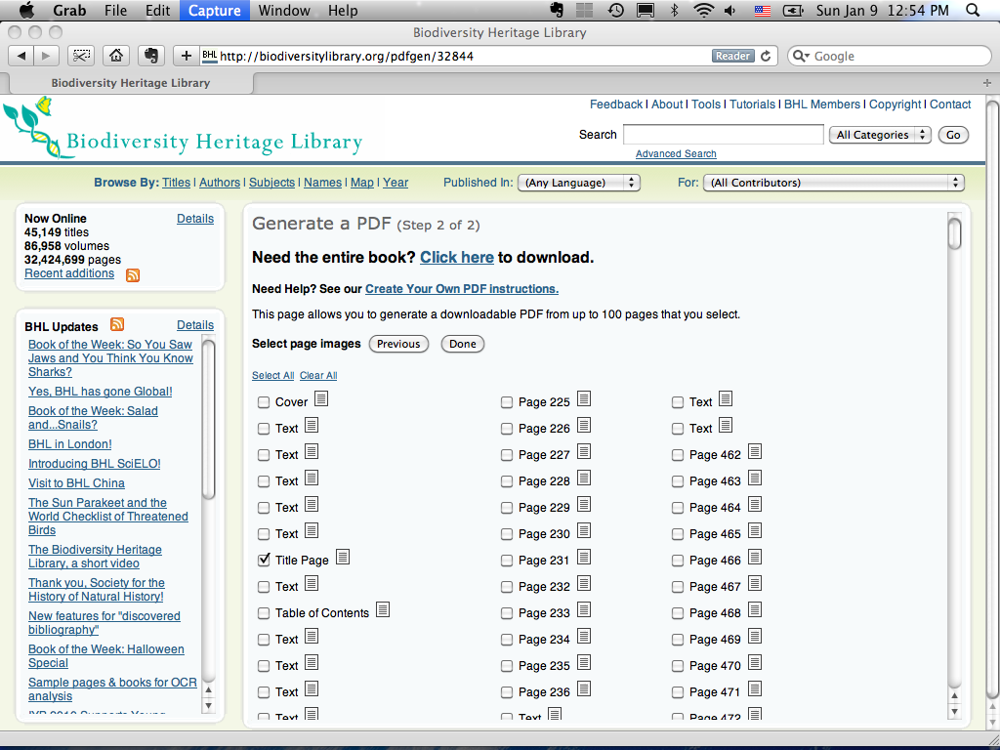 Grab File Edit Capture Window Help Sun Jan 9 12:54 PM
Biodiversity Heritage Library
BHL http://biodiversitylibrary.org/pdfgen/32844 Reader Google
Biodiversity Heritage Library
Feedback | About | Tools | Tutorials | BHL Members | Copyright | Contact
Biodiversity Heritage Library
Search All Categories Go
Advanced Search
Browse By: Titles | Authors | Subjects | Names | Map | Year Published In: (Any Language) For: (All Contributors)
Now Online Details
45,149 titles
86,958 volumes
32,424,699 pages
Recent additions
BHL Updates Details
Book of the Week: So You Saw
Jaws and You Think You Know
Sharks?
Yes, BHL has gone Global!
Book of the Week: Salad
and...Snails?
BHL in London!
Introducing BHL SciELO!
Visit to BHL China
The Sun Parakeet and the
World Checklist of Threatened
Birds
The Biodiversity Heritage
Library, a short video
Thank you, Society for the
History of Natural History!
New features for "discovered
bibliography"
Book of the Week: Halloween
Special
Sample pages & books for OCR
analysis
Generate a PDF (Step 2 of 2)
Need the entire book? Click here to download.
Need Help? See our Create Your Own PDF instructions.
This page allows you to generate a downloadable PDF from up to 100 pages that you select.
Select page images Previous Done
Select All Clear All
Cover Page 225 Text
Text Page 226 Text
Text Page 227 Page 462
Text Page 228 Page 463
Text Page 229 Page 464
Text Page 230 Page 465
Title Page Page 231 Page 466
Text Page 232 Page 467
Table of Contents Page 233 Page 468
Text Page 234 Page 469
Text Page 235 Page 470
Text Page 236 Page 471
Text Text Page 472